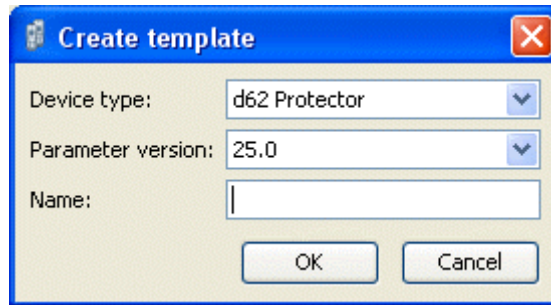 Create template
Device type: d62 Protector
Parameter version: 25.0
Name:
OK Cancel